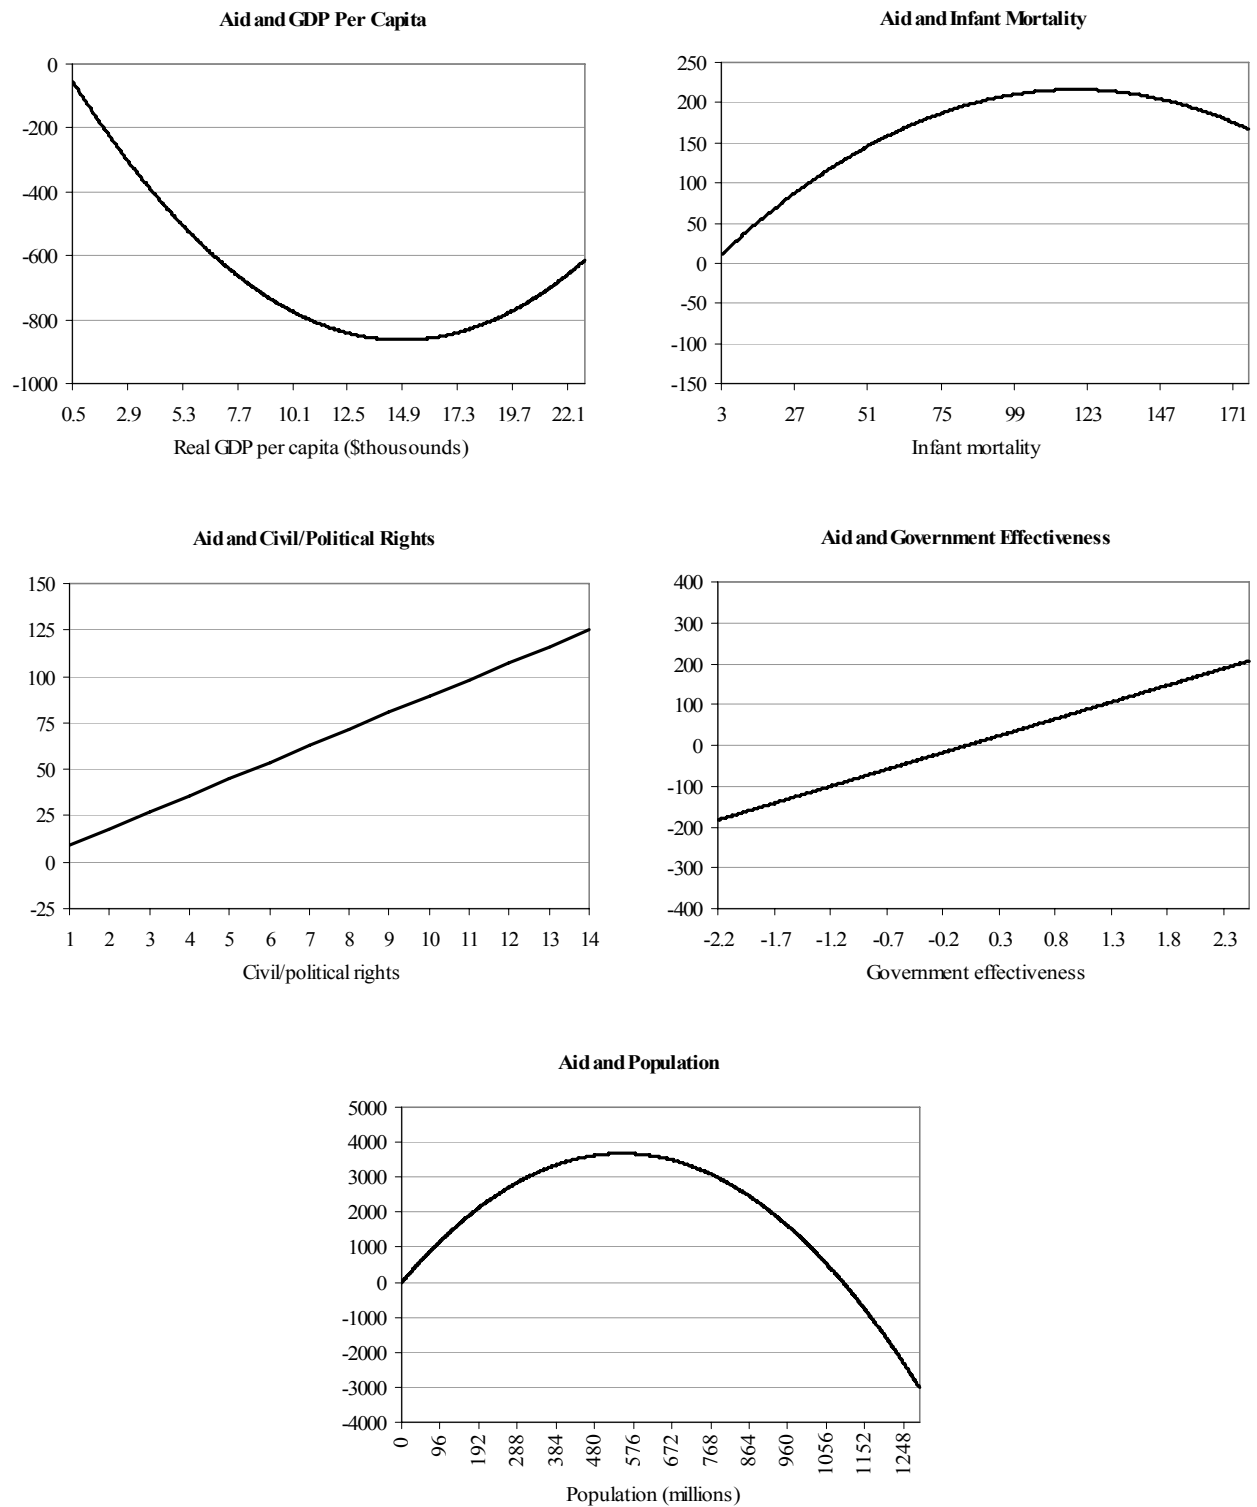 Aid and GDP Per Capita
0
-200
-400
-600
-800
-1000
0.5 2.9 5.3 7.7 10.1 12.5 14.9 17.3 19.7 22.1
Real GDP per capita ($thousounds)
Aid and Infant Mortality
250
200
150
100
50
0
-50
-100
-150
3 27 51 75 99 123 147 171
Infant mortality
Aid and Civil/Political Rights
150
125
100
75
50
25
0
-25
1 2 3 4 5 6 7 8 9 10 11 12 13 14
Civil/political rights
Aid and Government Effectiveness
400
300
200
100
0
-100
-200
-300
-400
-2.2 -1.7 -1.2 -0.7 -0.2 0.3 0.8 1.3 1.8 2.3
Government effectiveness
Aid and Population
5000
4000
3000
2000
1000
0
-1000
-2000
-3000
-4000
0 96 192 288 384 480 576 672 768 864 960 1056 1152 1248
Population (millions)